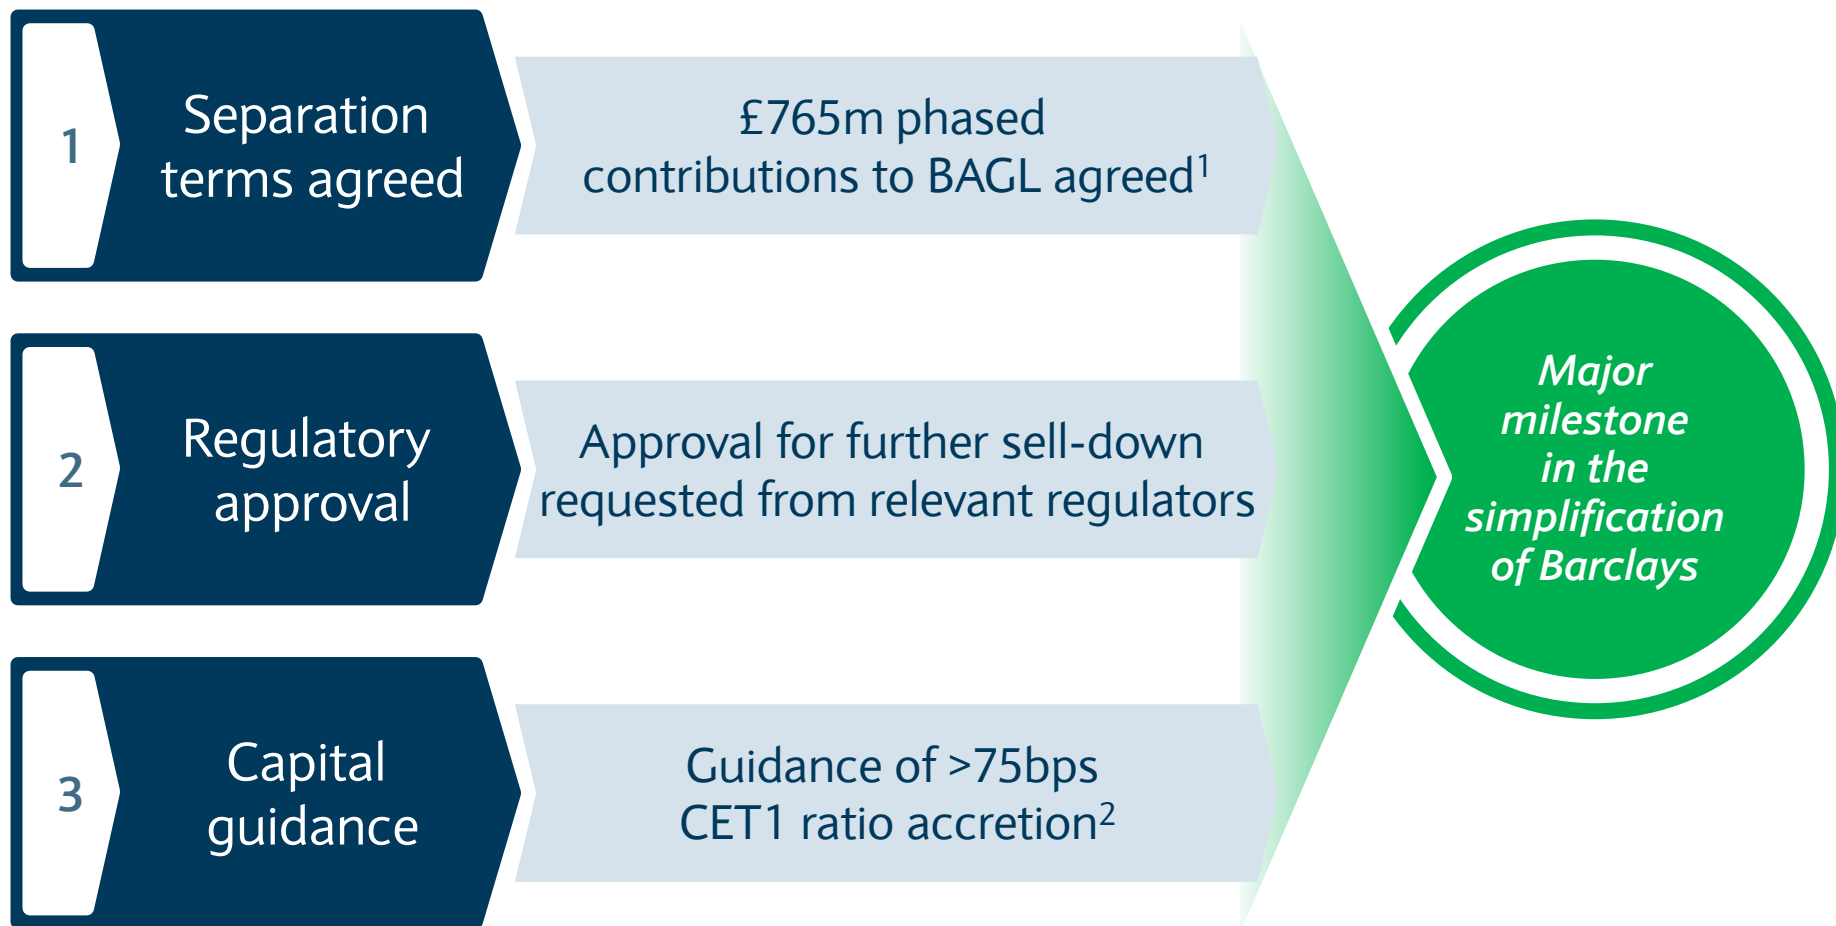 1
Separation
terms agreed
£765m phased
contributions to BAGL agreed¹
2
Regulatory
approval
Approval for further sell-down
requested from relevant regulators
3
Capital
guidance
Guidance of >75bps
CET1 ratio accretion²
Major
milestone
in the
simplification
of Barclays